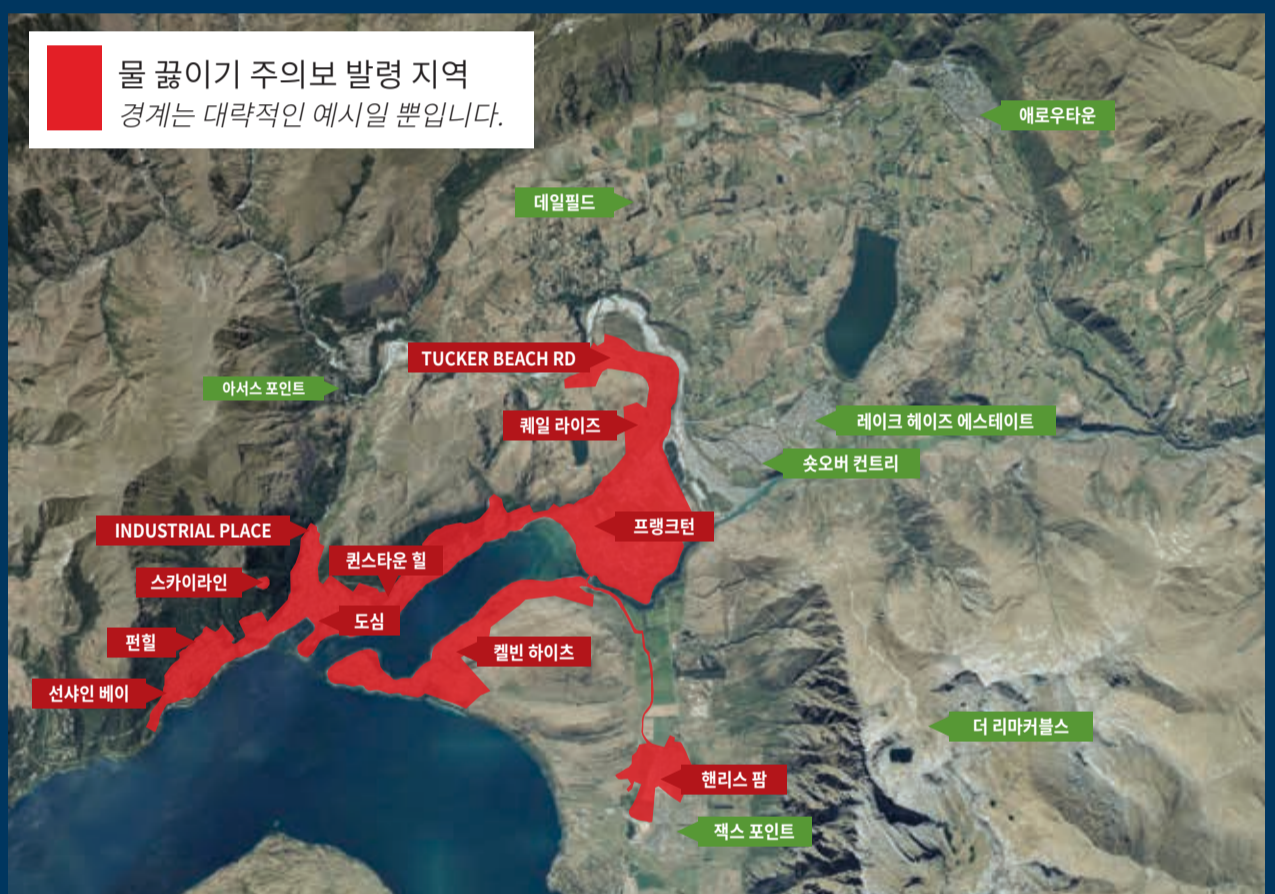 물 끓이기 주의보 발령 지역
경계는 대략적인 예시일 뿐입니다.
애로우타운
데일필드
TUCKER BEACH RD
아서스 포인트
퀘일 라이즈
레이크 헤이즈 에스테이트
숏오버 컨트리
INDUSTRIAL PLACE
프랭크턴
퀸스타운 힐
스카이라인
도심
펀힐
켈빈 하이츠
선샤인 베이
더 리마커블스
핸리스 팜
잭스 포인트